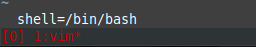 ~
shell=/bin/bash
[0] 1:vim*